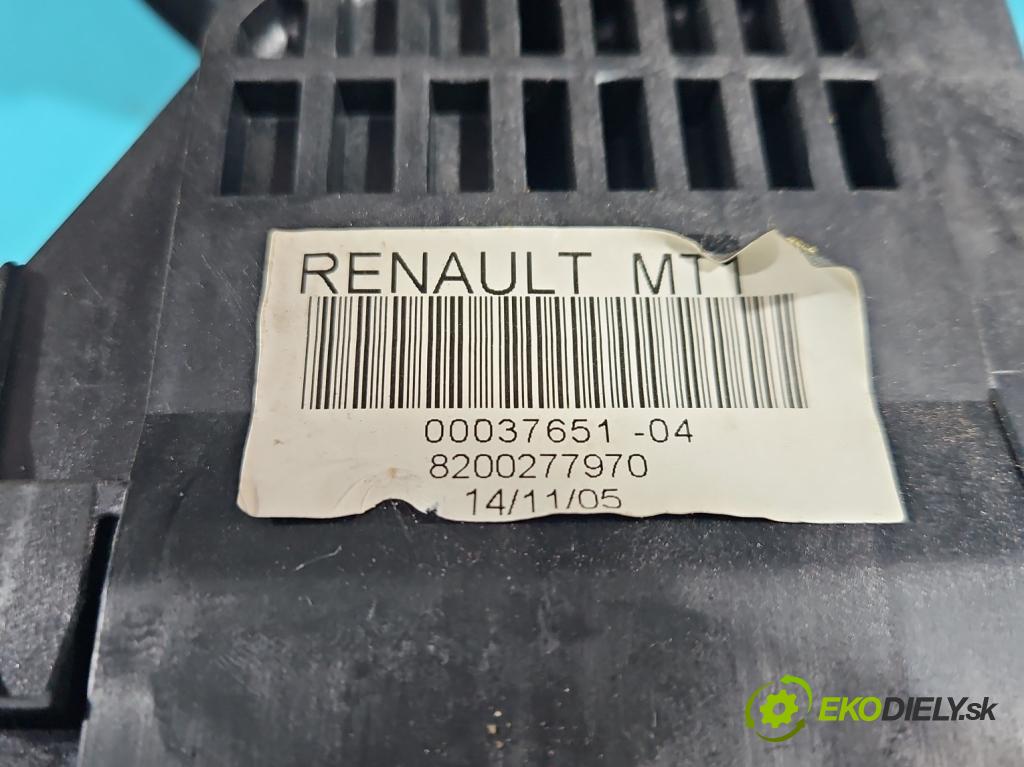 RENAULT MT1
00037651 -04
8200277970
14/11/05
EKODIELY.sk